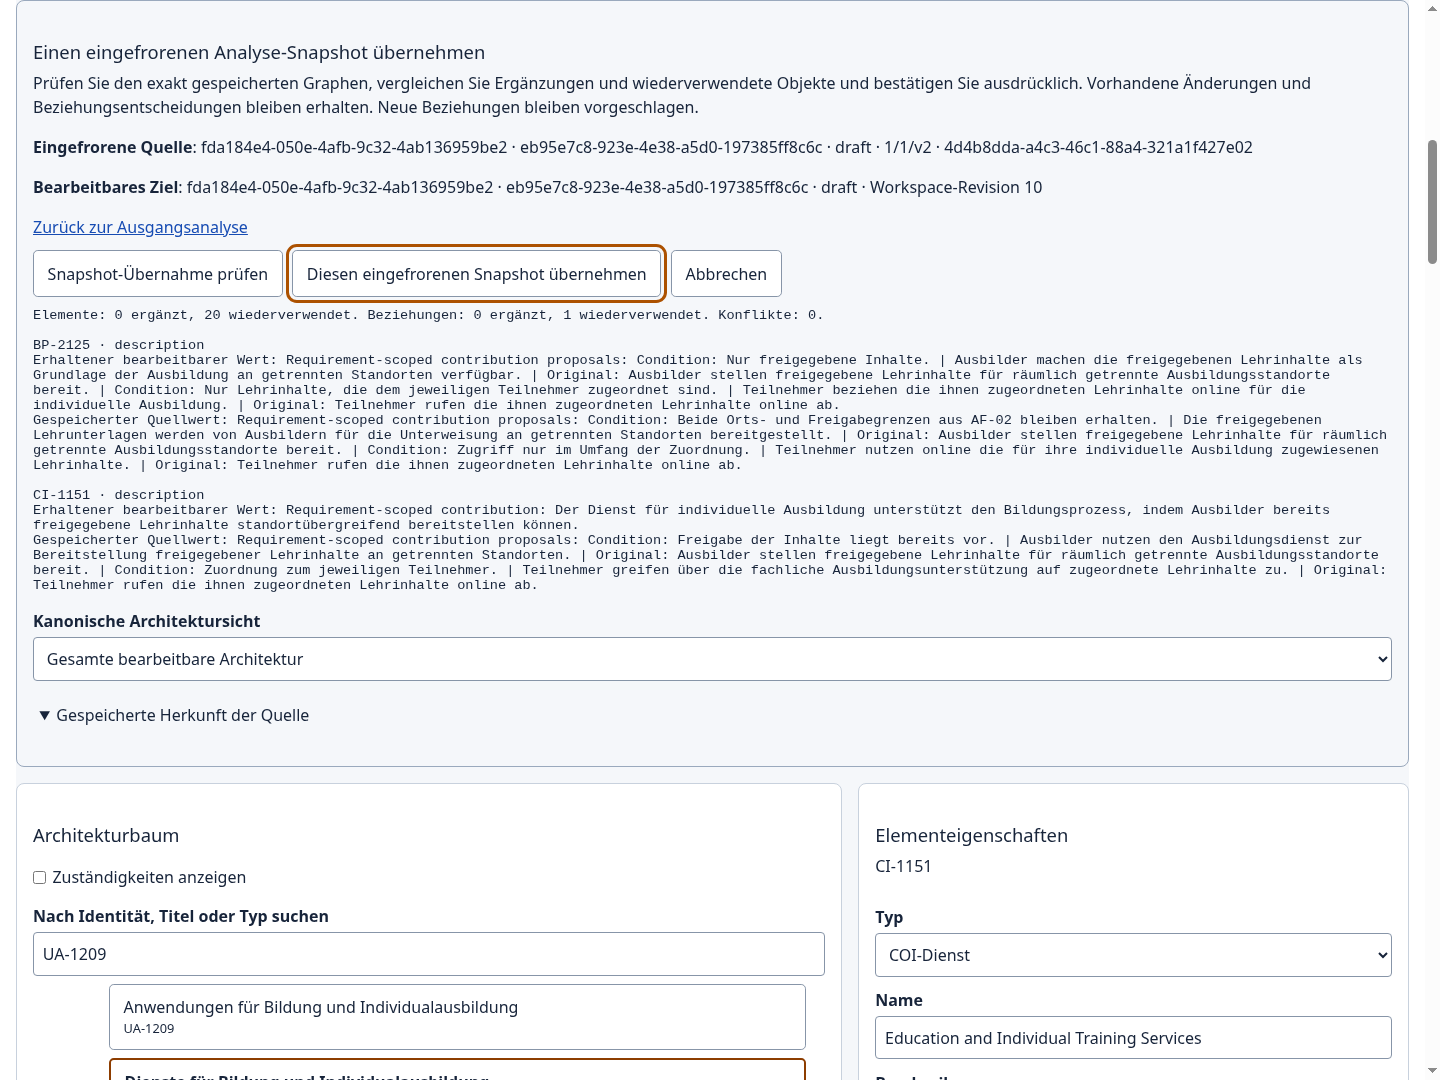 Einen eingefrorenen Analyse-Snapshot übernehmen
Prüfen Sie den exakt gespeicherten Graphen, vergleichen Sie Ergänzungen und wiederverwendete Objekte und bestätigen Sie ausdrücklich. Vorhandene Änderungen und
Beziehungsentscheidungen bleiben erhalten. Neue Beziehungen bleiben vorgeschlagen.
Eingefrorene Quelle: fda184e4-050e-4afb-9c32-4ab136959be2 · eb95e7c8-923e-4e38-a5d0-197385ff8c6c · draft · 1/1/v2 · 4d4b8dda-a4c3-46c1-88a4-321a1f427e02
Bearbeitbares Ziel: fda184e4-050e-4afb-9c32-4ab136959be2 · eb95e7c8-923e-4e38-a5d0-197385ff8c6c · draft · Workspace-Revision 10
Zurück zur Ausgangsanalyse
Snapshot-Übernahme prüfen Diesen eingefrorenen Snapshot übernehmen Abbrechen
Elemente: 0 ergänzt, 20 wiederverwendet. Beziehungen: 0 ergänzt, 1 wiederverwendet. Konflikte: 0.
BP-2125 · description
Erhaltener bearbeitbarer Wert: Requirement-scoped contribution proposals: Condition: Nur freigegebene Inhalte. | Ausbilder machen die freigegebenen Lehrinhalte als
Grundlage der Ausbildung an getrennten Standorten verfügbar. | Original: Ausbilder stellen freigegebene Lehrinhalte für räumlich getrennte Ausbildungsstandorte
bereit. | Condition: Nur Lehrinhalte, die dem jeweiligen Teilnehmer zugeordnet sind. | Teilnehmer beziehen die ihnen zugeordneten Lehrinhalte online für die
individuelle Ausbildung. | Original: Teilnehmer rufen die ihnen zugeordneten Lehrinhalte online ab.
Gespeicherter Quellwert: Requirement-scoped contribution proposals: Condition: Beide Orts- und Freigabegrenzen aus AF-02 bleiben erhalten. | Die freigegebenen
Lehrunterlagen werden von Ausbildern für die Unterweisung an getrennten Standorten bereitgestellt. | Original: Ausbilder stellen freigegebene Lehrinhalte für räumlich
getrennte Ausbildungsstandorte bereit. | Condition: Zugriff nur im Umfang der Zuordnung. | Teilnehmer nutzen online die für ihre individuelle Ausbildung zugewiesenen
Lehrinhalte. | Original: Teilnehmer rufen die ihnen zugeordneten Lehrinhalte online ab.
CI-1151 · description
Erhaltener bearbeitbarer Wert: Requirement-scoped contribution: Der Dienst für individuelle Ausbildung unterstützt den Bildungsprozess, indem Ausbilder bereits
freigegebene Lehrinhalte standortübergreifend bereitstellen können.
Gespeicherter Quellwert: Requirement-scoped contribution proposals: Condition: Freigabe der Inhalte liegt bereits vor. | Ausbilder nutzen den Ausbildungsdienst zur
Bereitstellung freigegebener Lehrinhalte an getrennten Standorten. | Original: Ausbilder stellen freigegebene Lehrinhalte für räumlich getrennte Ausbildungsstandorte
bereit. | Condition: Zuordnung zum jeweiligen Teilnehmer. | Teilnehmer greifen über die fachliche Ausbildungsunterstützung auf zugeordnete Lehrinhalte zu. | Original:
Teilnehmer rufen die ihnen zugeordneten Lehrinhalte online ab.
Kanonische Architektursicht
Gesamte bearbeitbare Architektur
Gespeicherte Herkunft der Quelle
Architekturbaum
Zuständigkeiten anzeigen
Nach Identität, Titel oder Typ suchen
UA-1209
Anwendungen für Bildung und Individualausbildung
UA-1209
Dienste für Bildung und Individualausbildung
Elementeigenschaften
CI-1151
Typ
COI-Dienst
Name
Education and Individual Training Services